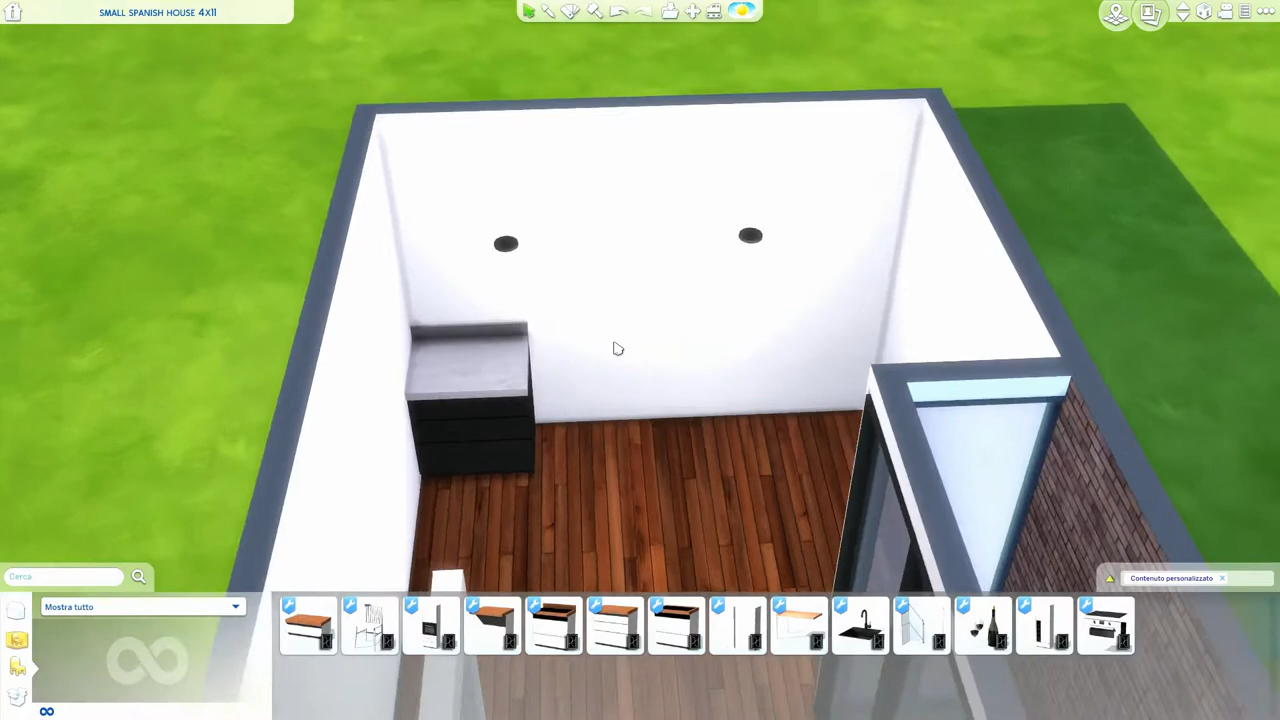 SMALL SPANISH HOUSE 4X11
Cerca
Mostra tutto
Contenuto personalizzato